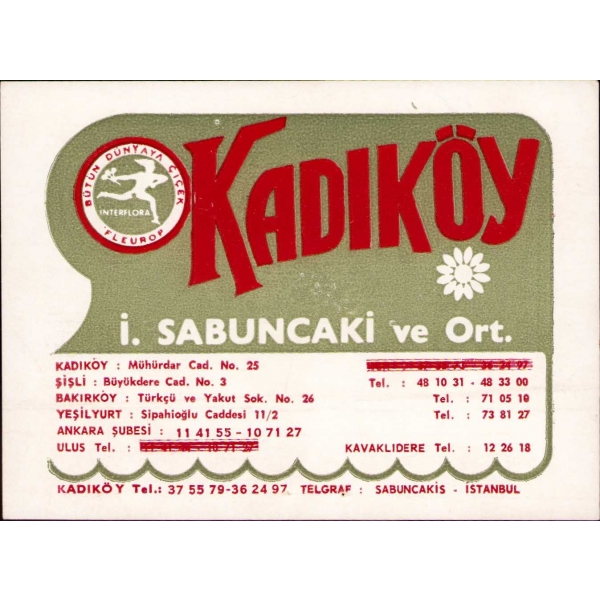 BÜTÜN DÜNYAYA ÇİÇEK
INTERFLORA
FLEUROP
KADIKÖY
İ. SABUNCAKİ ve Ort.
KADIKÖY : Mühürdar Cad. No. 25
ŞİŞLİ : Büyükdere Cad. No. 3 Tel. : 48 10 31 - 48 33 00
BAKIRKÖY : Türkçü ve Yakut Sok. No. 26 Tel. : 71 05 10
YEŞİLYURT : Sipahioğlu Caddesi 11/2 Tel. : 73 81 27
ANKARA ŞUBESİ : 11 41 55 - 10 71 27
ULUS Tel. : KAVAKLIDERE Tel. : 12 26 18
KADIKÖY Tel.: 37 55 79-36 24 97 TELGRAF : SABUNCAKİS - İSTANBUL